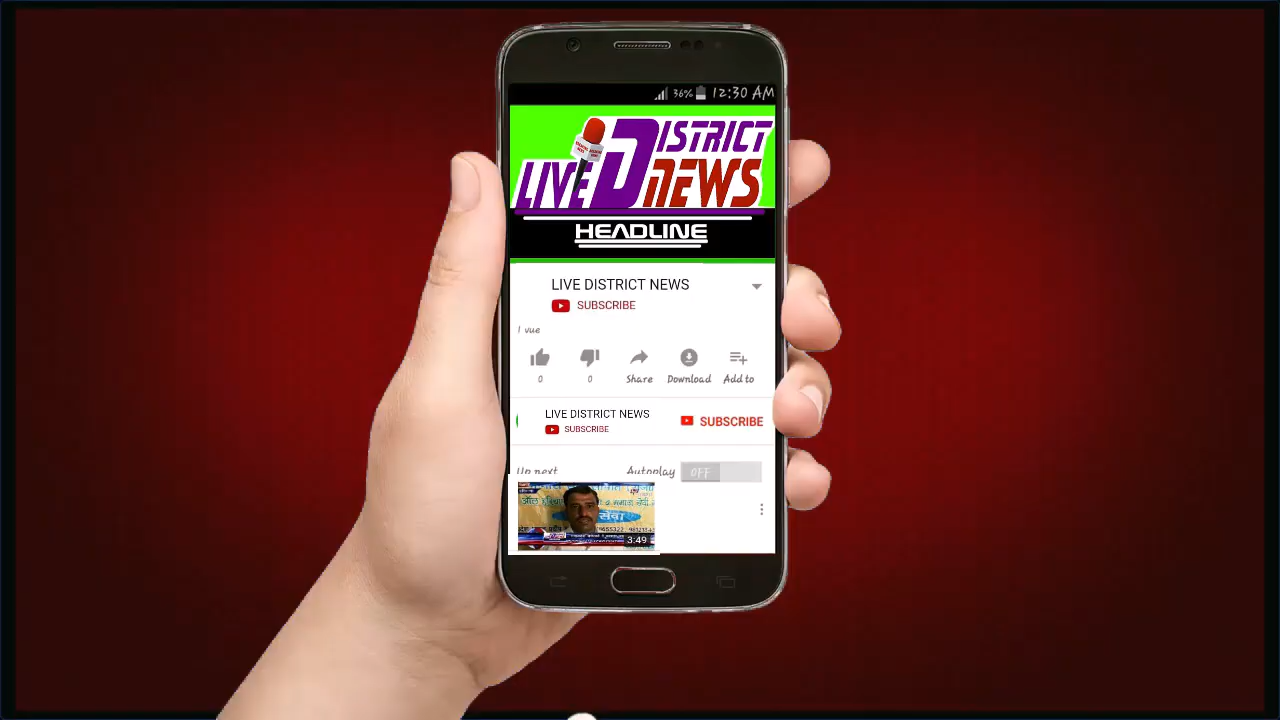 36% 12:30 AM
LIVE DISTRICT NEWS
HEADLINE
LIVE DISTRICT NEWS
SUBSCRIBE
1 vue
0 0 Share Download Add to
LIVE DISTRICT NEWS
SUBSCRIBE
SUBSCRIBE
Up next Autoplay OFF
सेवा
3:49